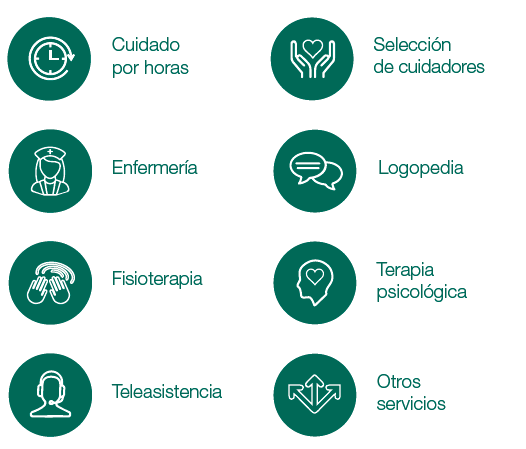 Cuidado
por horas
Selección
de cuidadores
Enfermería
Logopedia
Fisioterapia
Terapia
psicológica
Teleasistencia
Otros
servicios